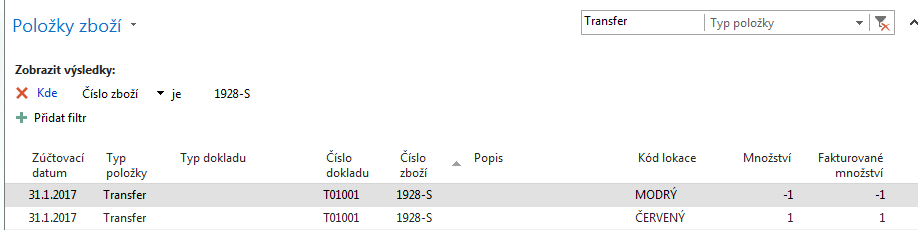 Položky zboží
Transfer Typ položky
Zobrazit výsledky:
Kde Číslo zboží je 1928-S
Přidat filtr
Zúčtovací datum Typ položky Typ dokladu Číslo dokladu Číslo zboží Popis Kód lokace Množství Fakturované množství
31.1.2017 Transfer T01001 1928-S MODRÝ -1 -1
31.1.2017 Transfer T01001 1928-S ČERVENÝ 1 1